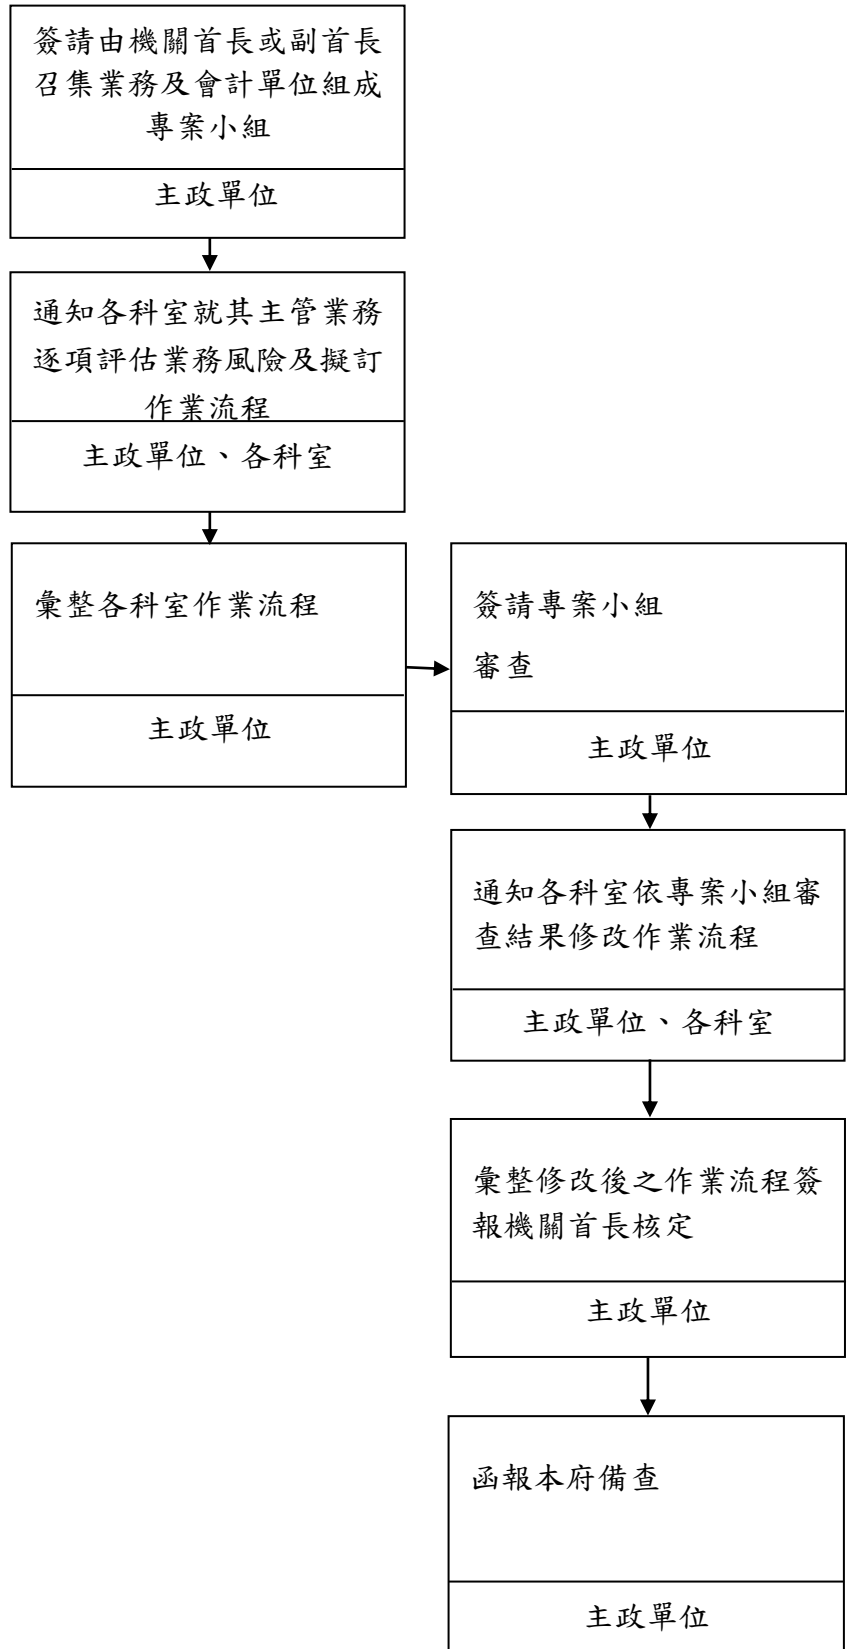 簽請由機關首長或副首長
召集業務及會計單位組成
專案小組
主政單位
通知各科室就其主管業務
逐項評估業務風險及擬訂
作業流程
主政單位、各科室
彙整各科室作業流程
主政單位
簽請專案小組
審查
主政單位
通知各科室依專案小組審
查結果修改作業流程
主政單位、各科室
彙整修改後之作業流程簽
報機關首長核定
主政單位
函報本府備查
主政單位